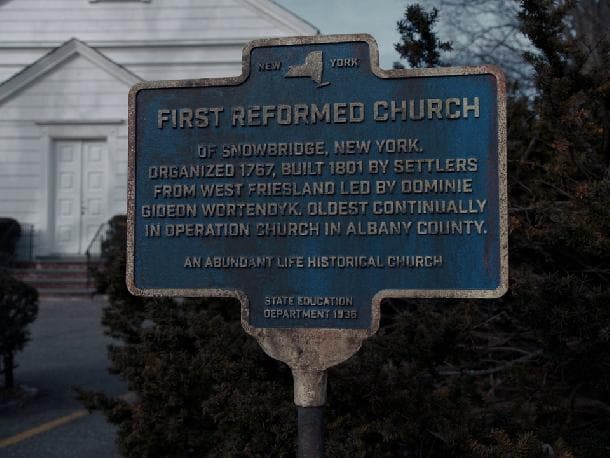 NEW YORK
FIRST REFORMED CHURCH
OF SNOWBRIDGE, NEW YORK.
ORGANIZED 1767, BUILT 1801 BY SETTLERS
FROM WEST FRIESLAND LED BY DOMINIE
GIDEON WORTENDYK. OLDEST CONTINUALLY
IN OPERATION CHURCH IN ALBANY COUNTY.
AN ABUNDANT LIFE HISTORICAL CHURCH
STATE EDUCATION
DEPARTMENT 1936